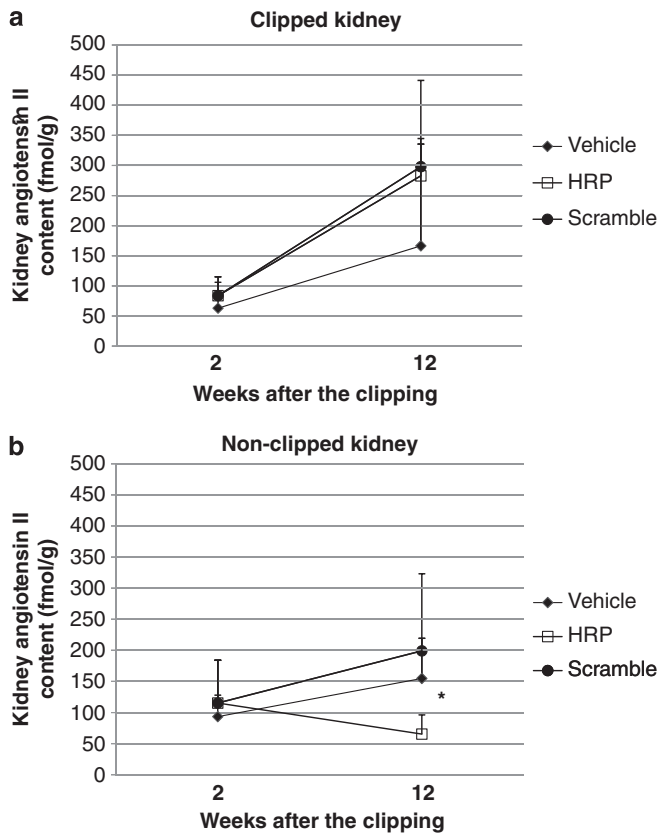 a
Clipped kidney
Kidney angiotensin II
content (fmol/g)
500
450
400
350
300
250
200
150
100
50
0
2
12
Weeks after the clipping
Vehicle
HRP
Scramble
b
Non-clipped kidney
Kidney angiotensin II
content (fmol/g)
500
450
400
350
300
250
200
150
100
50
0
*
2
12
Weeks after the clipping
Vehicle
HRP
Scramble